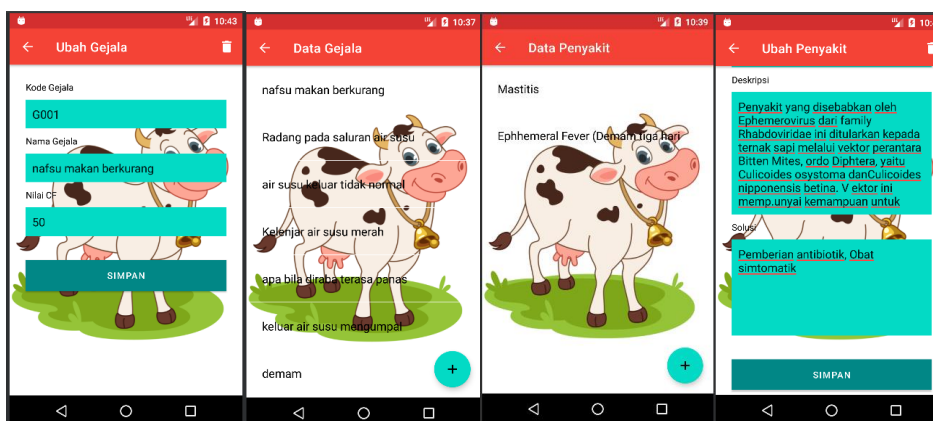 10:43
Ubah Gejala
Kode Gejala
G001
Nama Gejala
nafsu makan berkurang
Nilai CF
50
SIMPAN
10:37
Data Gejala
nafsu makan berkurang
Radang pada saluran air susu
air susu keluar tidak normal
Kelenjar air susu merah
apa bila diraba terasa panas
keluar air susu mengumpal
demam
+
10:39
Data Penyakit
Mastitis
Ephhemeral Fever (Demam tiga hari
10:
Ubah Penyakit
Deskripsi
Penyakit yang disebabkan oleh
Ephemerovirus dari family
Rhabdoviridae ini ditularkan kepada
ternak sapi melalui vektor perantara
Bitten Mites, ordo Diphtera, yaitu
Culicoides osystoma danCulicoides
nipponensis betina. V ektor ini
memp.unyai kemampuan untuk
Solusi
Pemberian antibiotik, Obat
simtomatik
SIMPAN